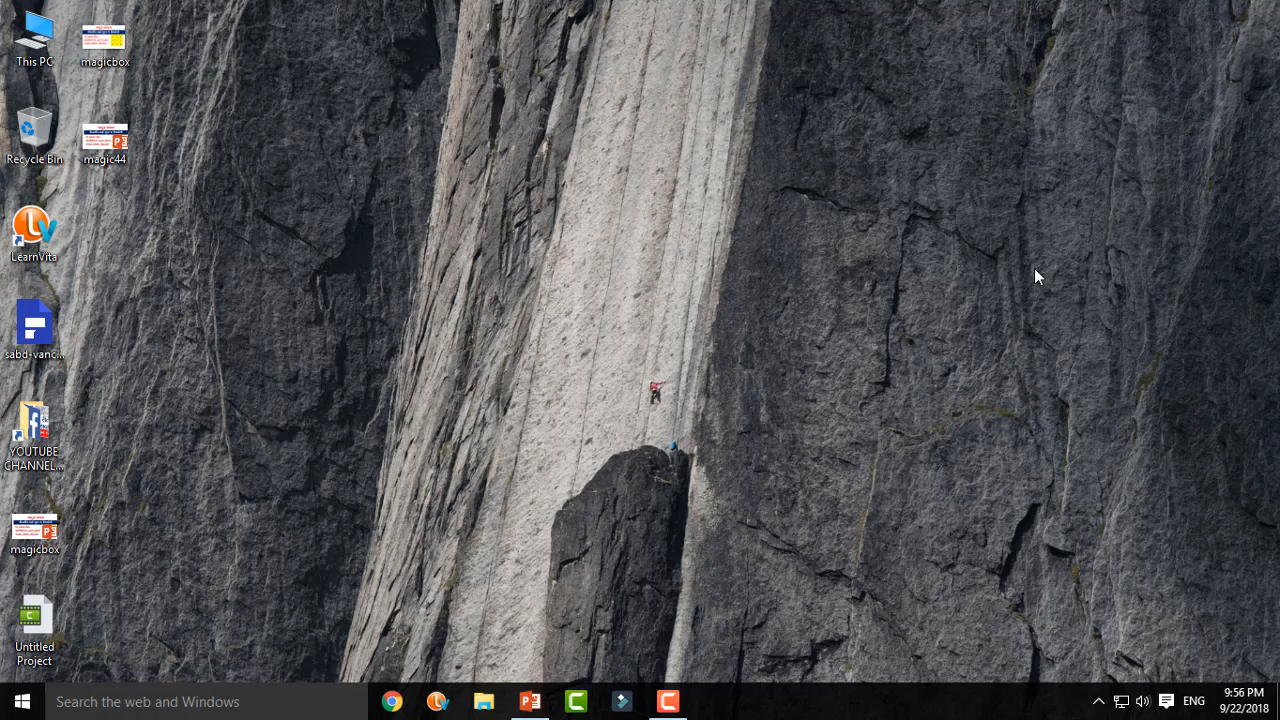 This PC
magicbox
Recycle Bin
magic44
LearnVita
sabd-vanc...
YOUTUBE
CHANNEL...
magicbox
Untitled
Project
Search the web and Windows
ENG
9:56 PM
9/22/2018